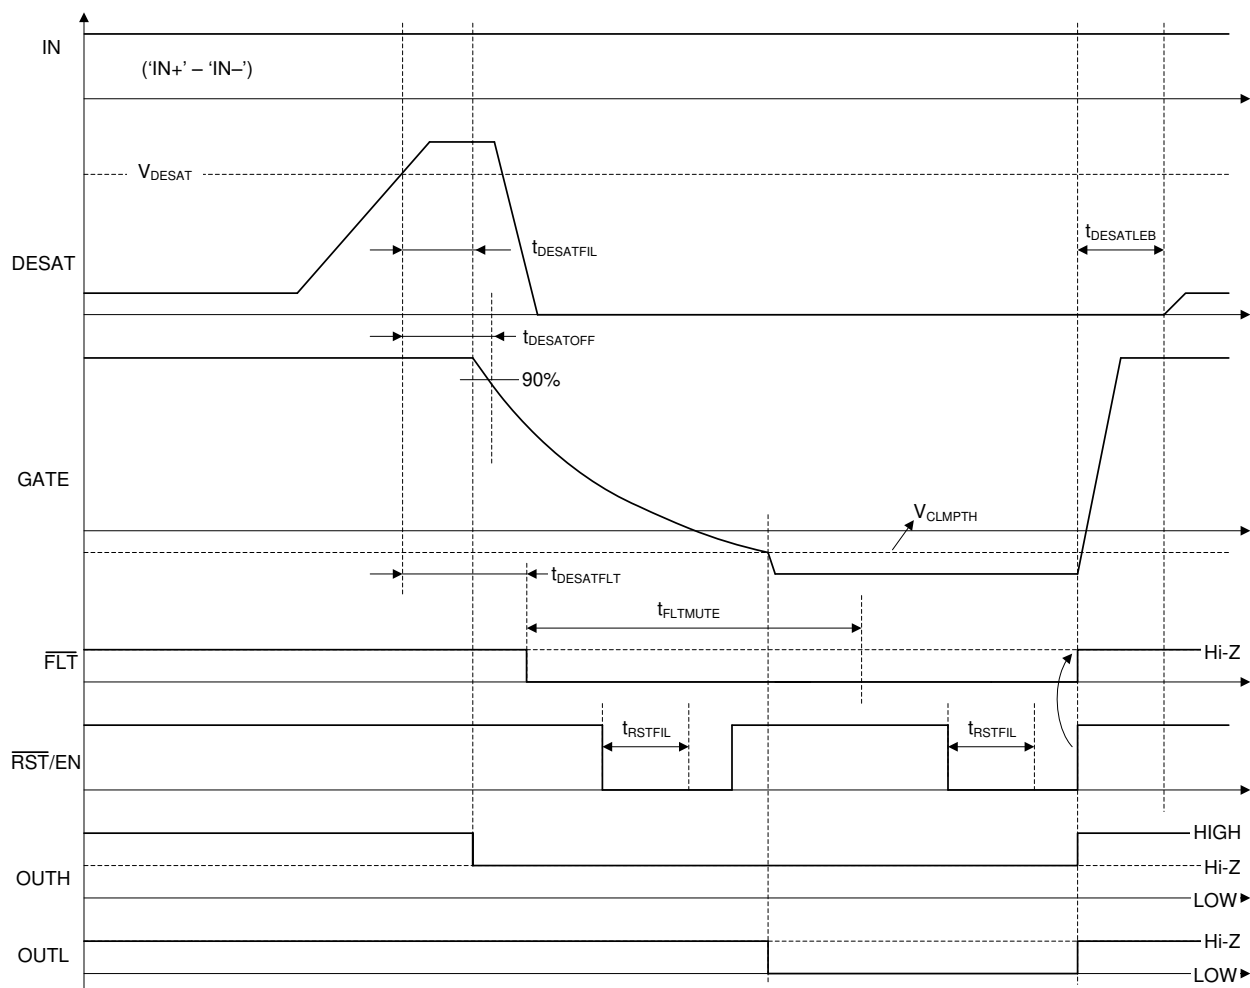 IN
(‘IN+’ – ‘IN–’)
VDESAT
tDESATLEB
tDESATFIL
DESAT
tDESATOFF
90%
GATE
VCLMPTH
tDESATFLT
tFLTMUTE
FLT
Hi-Z
tRSTFIL
tRSTFIL
RST/EN
HIGH
Hi-Z
OUTH
LOW
Hi-Z
OUTL
LOW